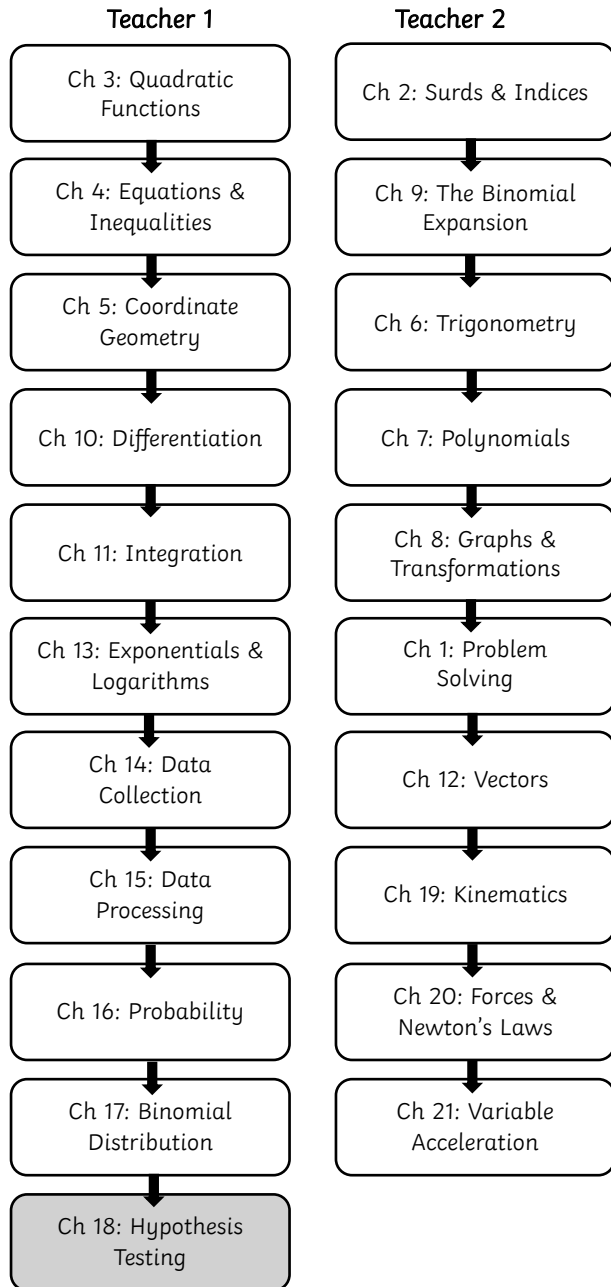 Teacher 1
Ch 3: Quadratic
Functions
Ch 4: Equations &
Inequalities
Ch 5: Coordinate
Geometry
Ch 10: Differentiation
Ch 11: Integration
Ch 13: Exponentials &
Logarithms
Ch 14: Data
Collection
Ch 15: Data
Processing
Ch 16: Probability
Ch 17: Binomial
Distribution
Ch 18: Hypothesis
Testing
Teacher 2
Ch 2: Surds & Indices
Ch 9: The Binomial
Expansion
Ch 6: Trigonometry
Ch 7: Polynomials
Ch 8: Graphs &
Transformations
Ch 1: Problem
Solving
Ch 12: Vectors
Ch 19: Kinematics
Ch 20: Forces &
Newton's Laws
Ch 21: Variable
Acceleration